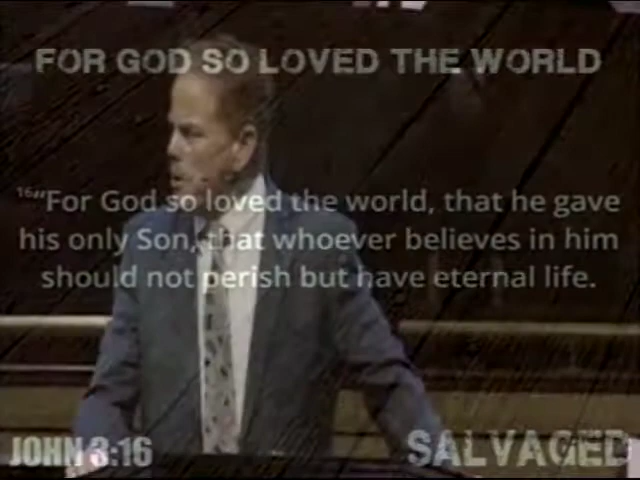 FOR GOD SO LOVED THE WORLD
16“For God so loved the world, that he gave
his only Son, that whoever believes in him
should not perish but have eternal life.
JOHN 3:16
SALVAGED